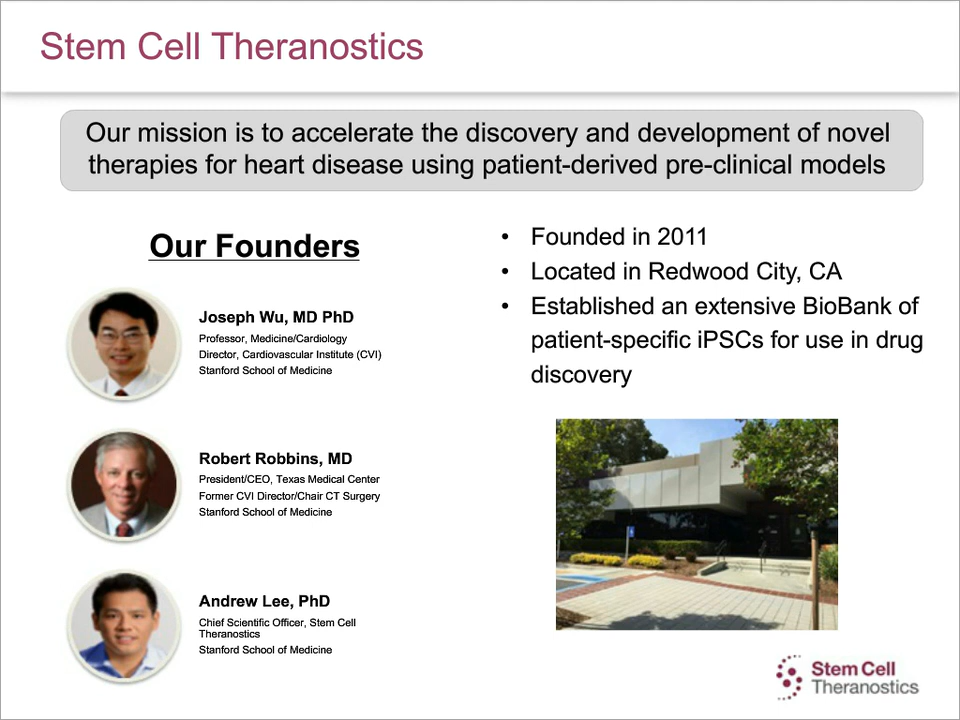 Stem Cell Theranostics
Our mission is to accelerate the discovery and development of novel
therapies for heart disease using patient-derived pre-clinical models
Our Founders
Joseph Wu, MD PhD
Professor, Medicine/Cardiology
Director, Cardiovascular Institute (CVI)
Stanford School of Medicine
Robert Robbins, MD
President/CEO, Texas Medical Center
Former CVI Director/Chair CT Surgery
Stanford School of Medicine
Andrew Lee, PhD
Chief Scientific Officer, Stem Cell
Theranostics
Stanford School of Medicine
• Founded in 2011
• Located in Redwood City, CA
• Established an extensive BioBank of
patient-specific iPSCs for use in drug
discovery
Stem Cell
Theranostics